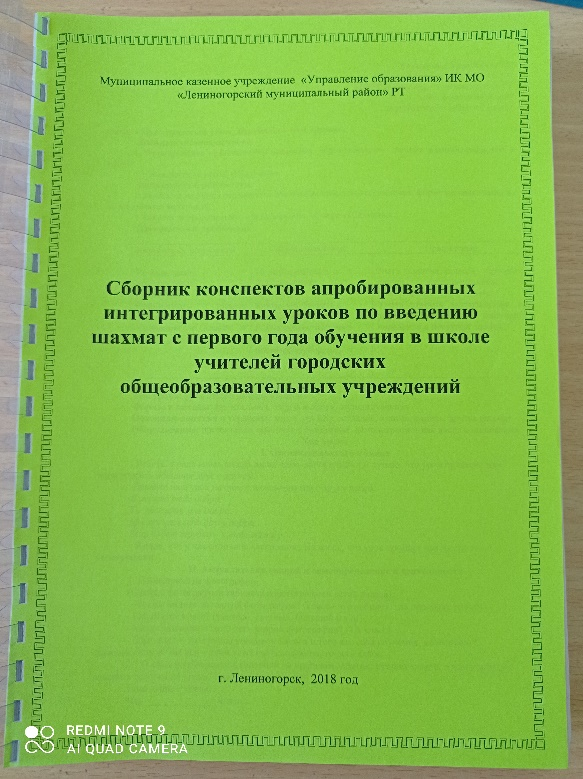 Муниципальное казенное учреждение «Управление образования» ИК МО
«Лениногорский муниципальный район» РТ
Сборник конспектов апробированных
интегрированных уроков по введению
шахмат с первого года обучения в школе
учителей городских
общеобразовательных учреждений
г. Лениногорск, 2018 год
REDMI NOTE 9
AI QUAD CAMERA